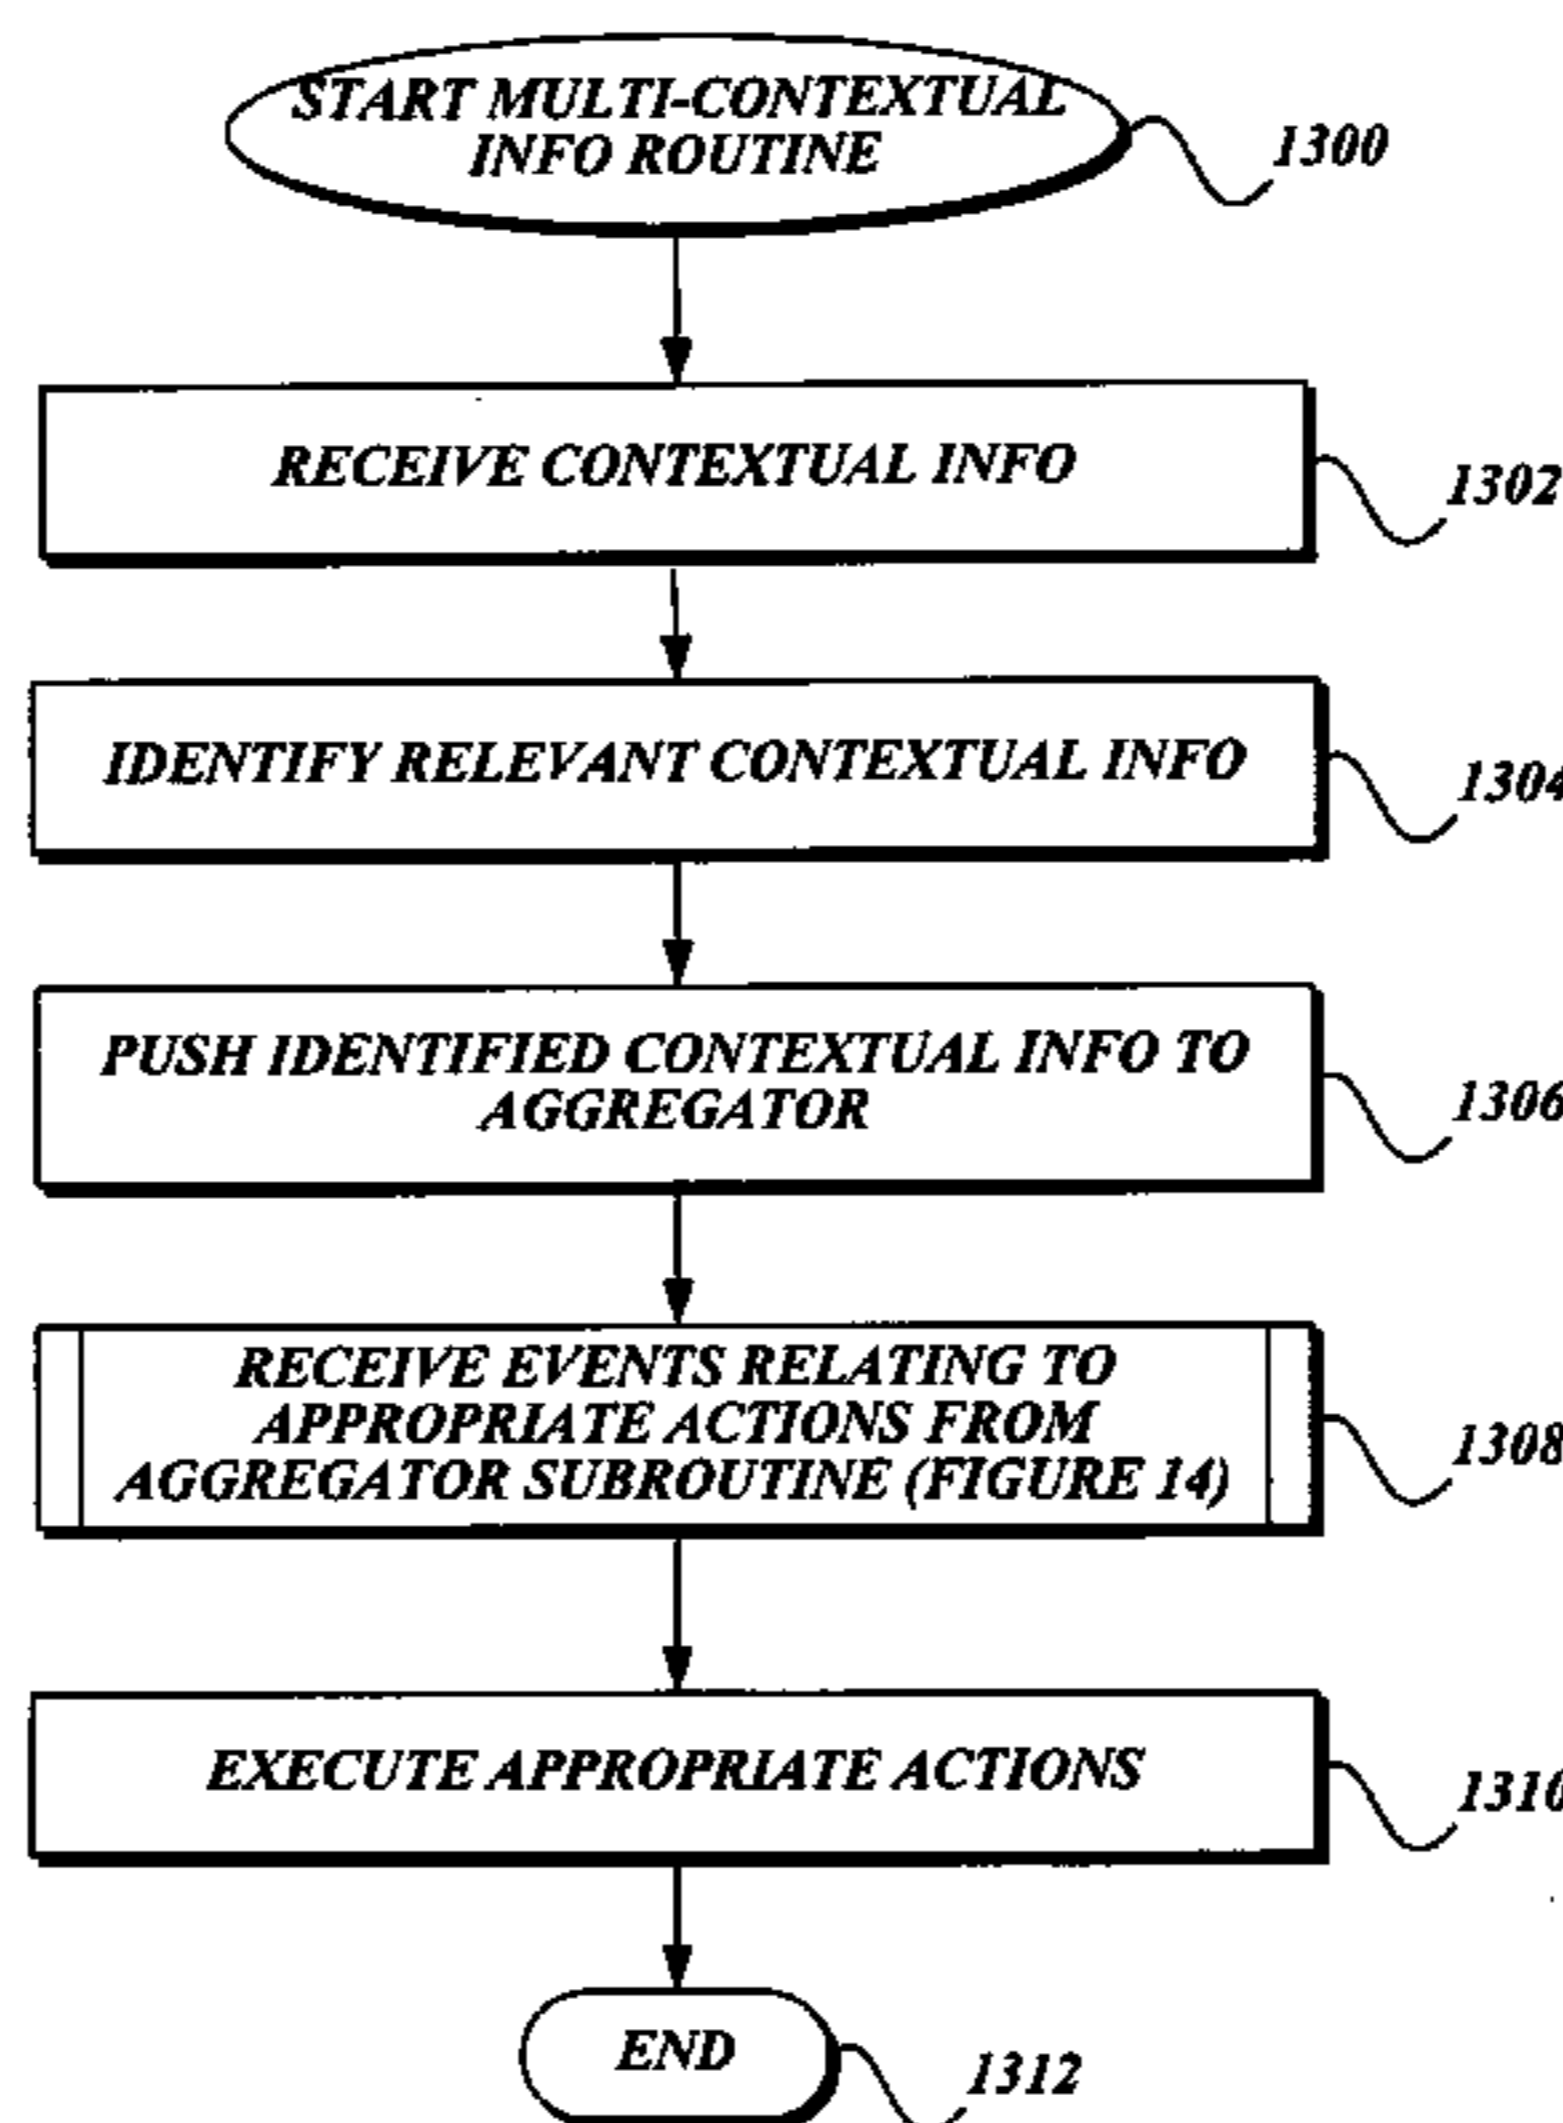 START MULTI-CONTEXTUAL
INFO ROUTINE
1300
RECEIVE CONTEXTUAL INFO
1302
IDENTIFY RELEVANT CONTEXTUAL INFO
1304
PUSH IDENTIFIED CONTEXTUAL INFO TO
AGGREGATOR
1306
RECEIVE EVENTS RELATING TO
APPROPRIATE ACTIONS FROM
AGGREGATOR SUBROUTINE (FIGURE 14)
1308
EXECUTE APPROPRIATE ACTIONS
1310
END
1312